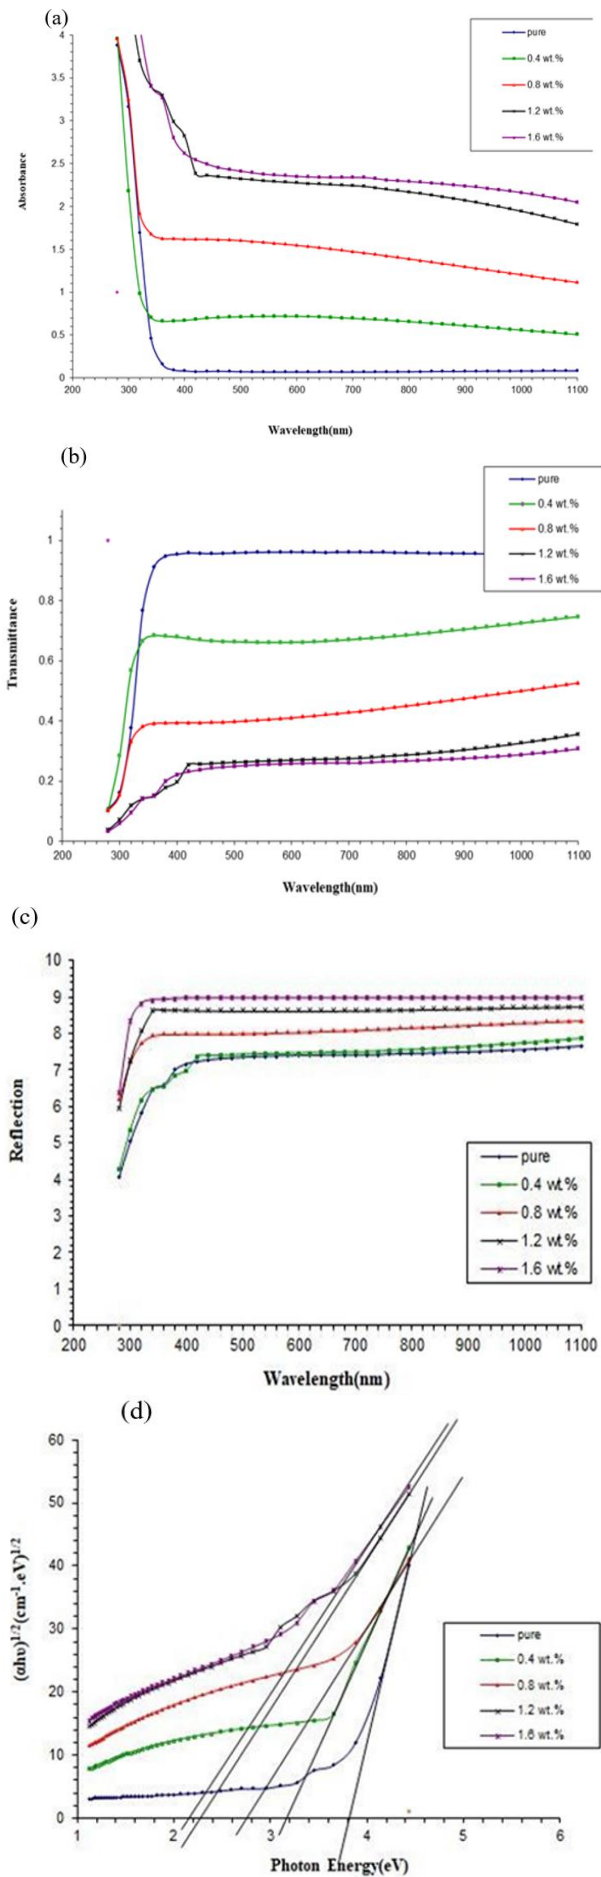 (a)
4
3.5
3
2.5
2
1.5
1
0.5
0
Absorbance
200 300 400 500 600 700 800 900 1000 1100
Wavelength(nm)
pure
0.4 wt.%
0.8 wt.%
1.2 wt.%
1.6 wt.%
(b)
1
0.8
0.6
0.4
0.2
0
Transmittance
200 300 400 500 600 700 800 900 1000 1100
Wavelength(nm)
pure
0.4 wt.%
0.8 wt.%
1.2 wt.%
1.6 wt.%
(c)
10
9
8
7
6
5
4
3
2
1
0
Reflection
200 300 400 500 600 700 800 900 1000 1100
Wavelength(nm)
pure
0.4 wt.%
0.8 wt.%
1.2 wt.%
1.6 wt.%
(d)
60
50
40
30
20
10
0
(αhυ)^1/2(cm^-1.eV)^1/2
1 2 3 4 5 6
Photon Energy(eV)
pure
0.4 wt.%
0.8 wt.%
1.2 wt.%
1.6 wt.%